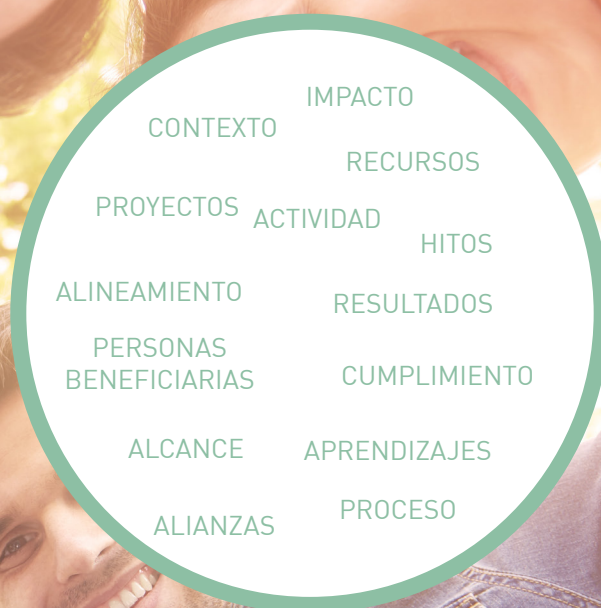 IMPACTO
CONTEXTO
RECURSOS
PROYECTOS
ACTIVIDAD
HITOS
ALINEAMIENTO
RESULTADOS
PERSONAS
BENEFICIARIAS
CUMPLIMIENTO
ALCANCE
APRENDIZAJES
PROCESO
ALIANZAS